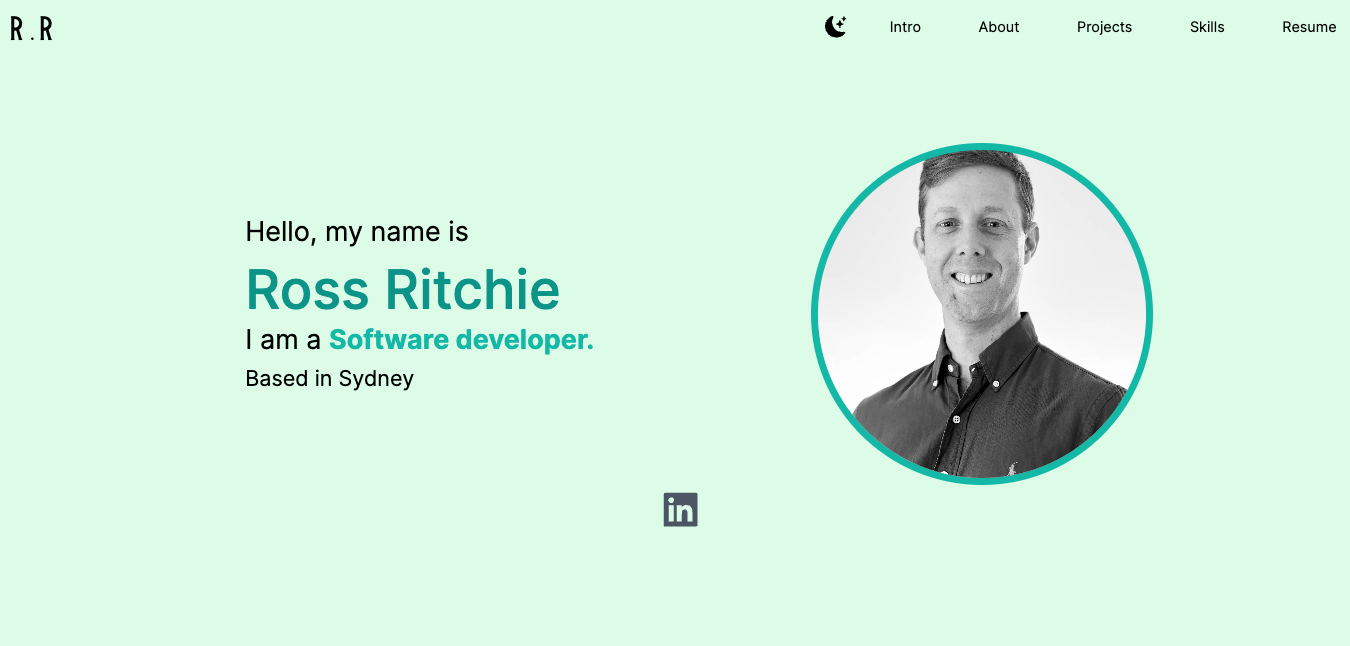 R . R
Intro About Projects Skills Resume
Hello, my name is
Ross Ritchie
I am a Software developer.
Based in Sydney
in